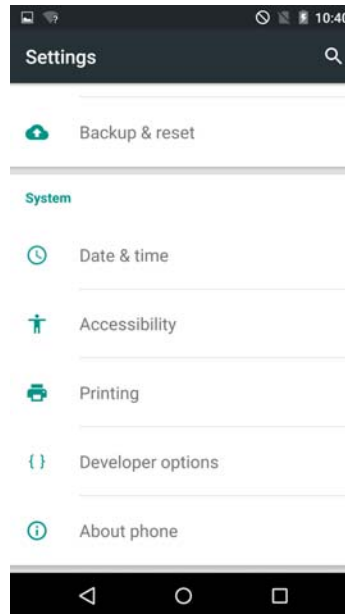 10:40
Settings
Backup & reset
System
Date & time
Accessibility
Printing
{ } Developer options
About phone